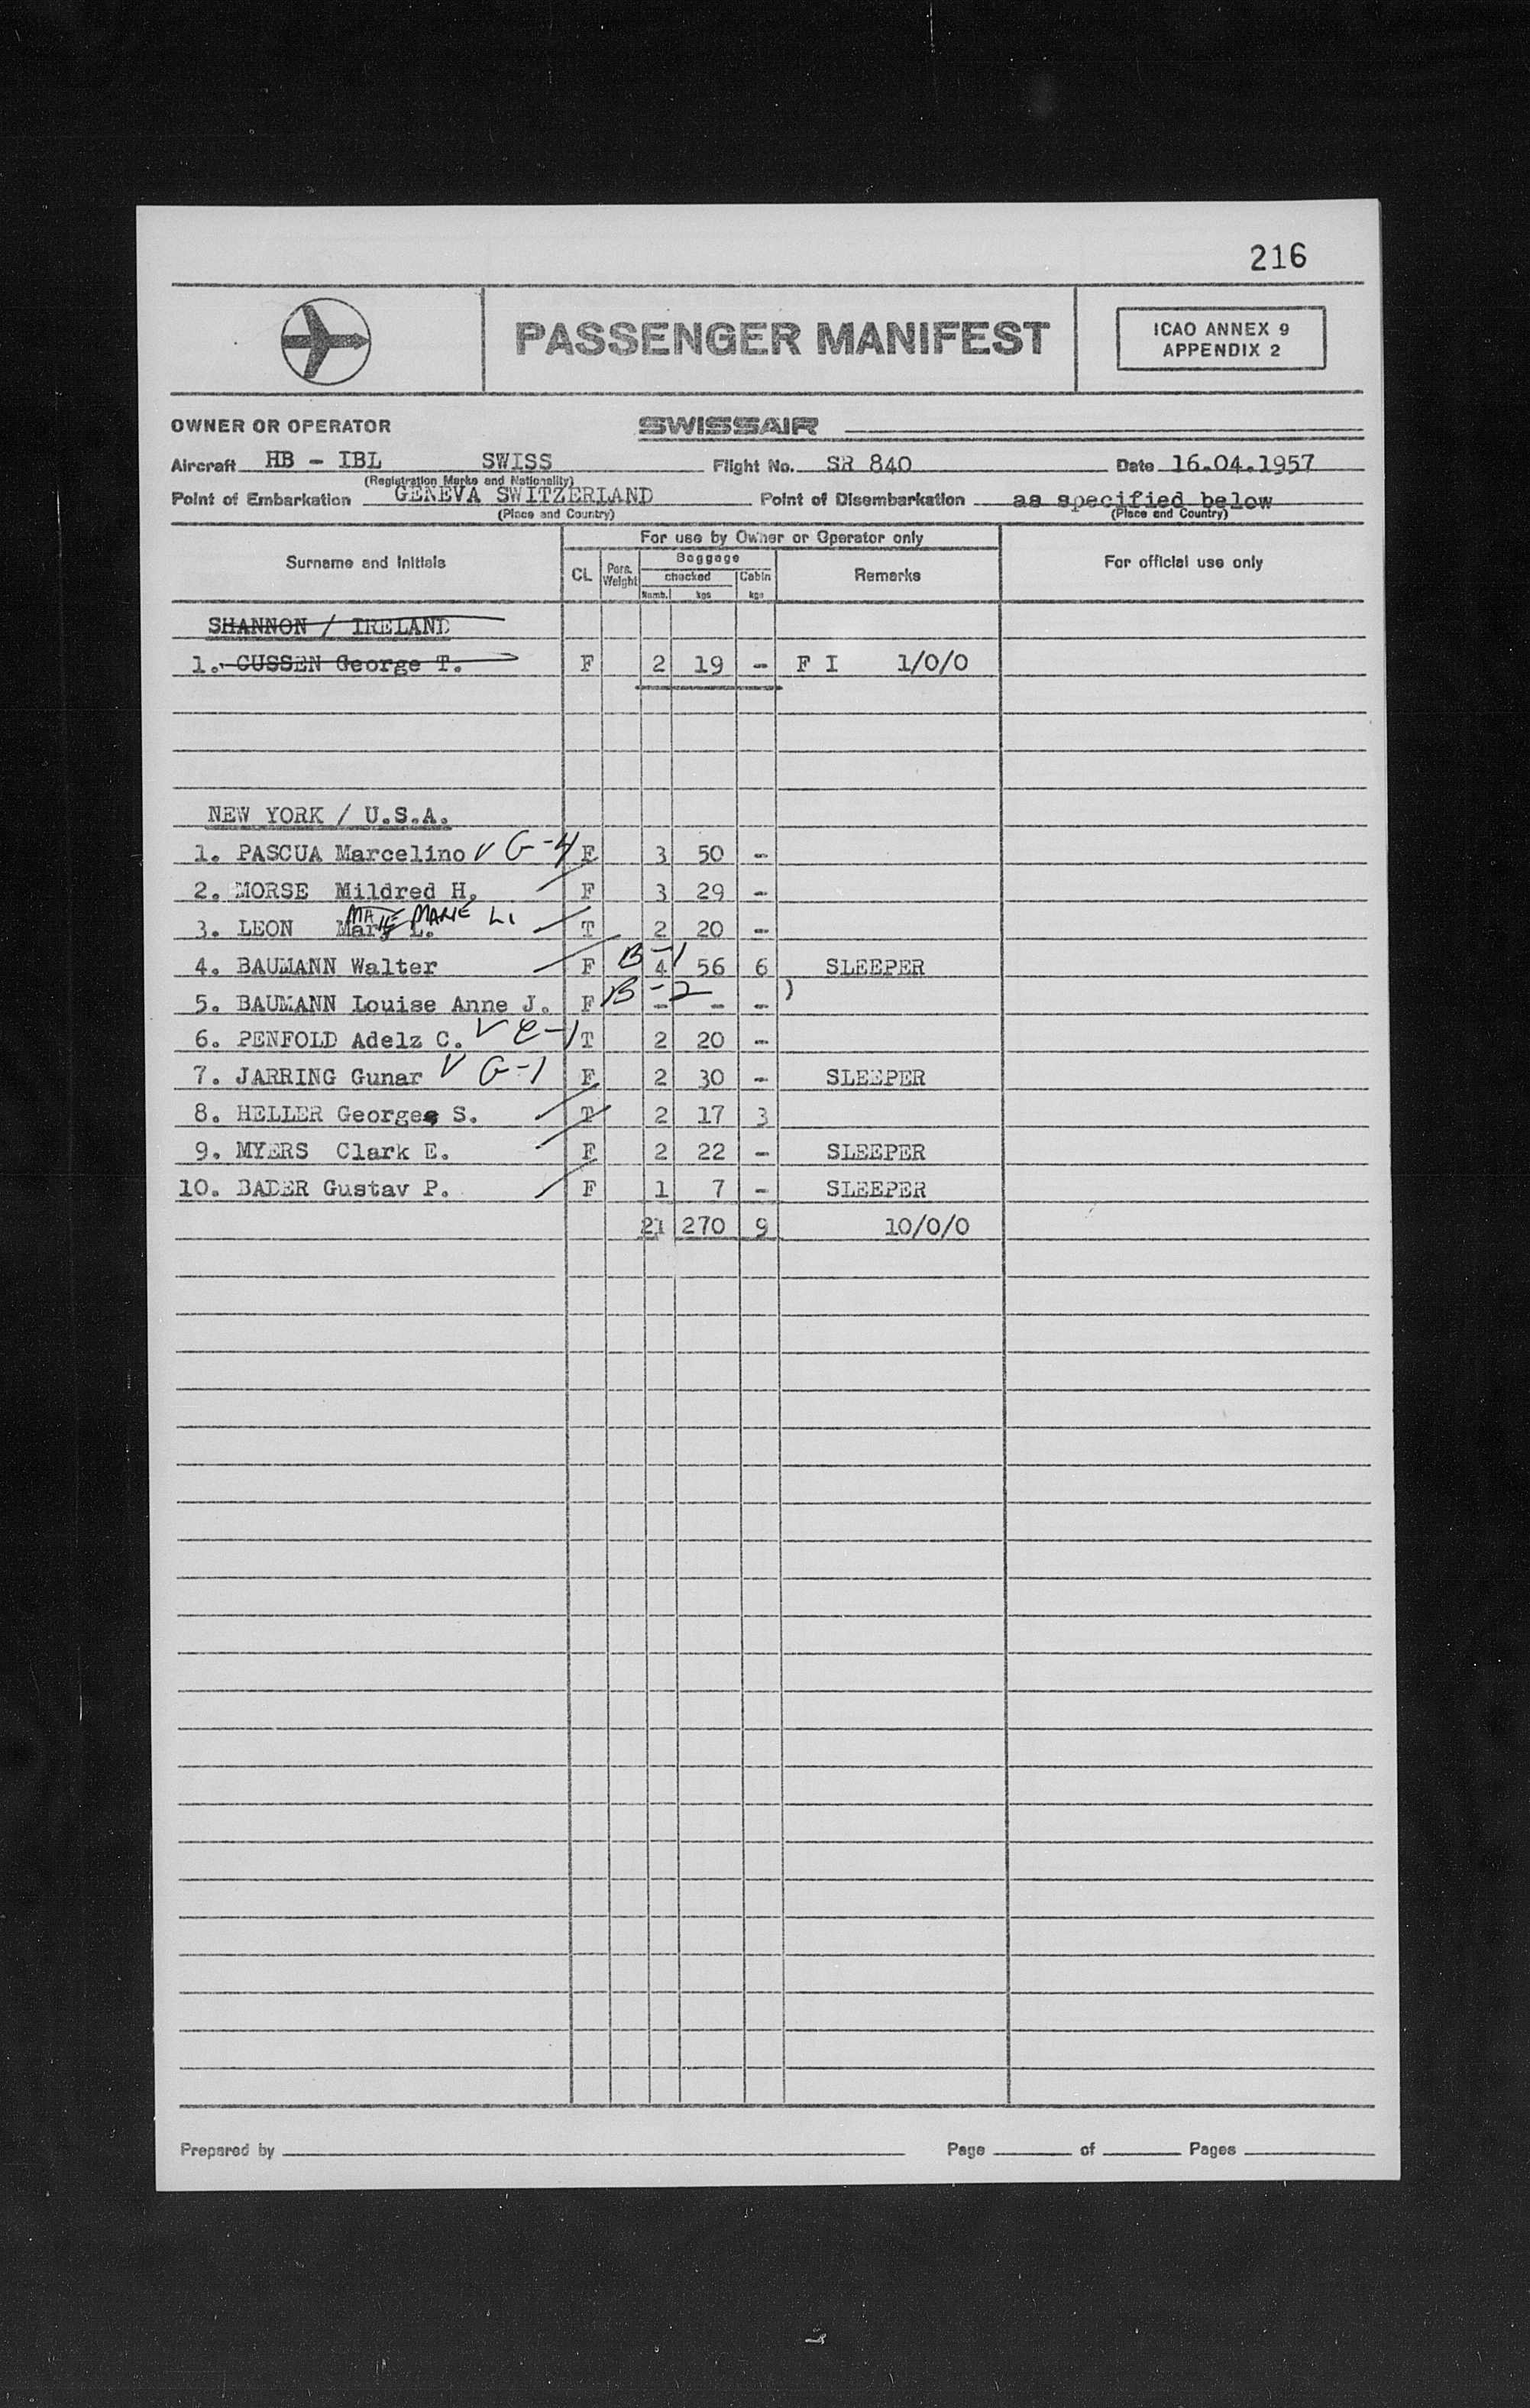 216
PASSENGER MANIFEST
ICAO ANNEX 9
APPENDIX 2
OWNER OR OPERATOR SWISSAIR
Aircraft HB - IBL SWISS Flight No. SR 840 Date 16.04.1957
(Registration Marks and Nationality)
Point of Embarkation GENEVA SWITZERLAND Point of Disembarkation as specified below
(Place and Country) (Place and Country)
For use by Owner or Operator only
Surname and Initials CL Pers. Weight Baggage checked Numb. kgs Cabin kgs Remarks For official use only
SHANNON / IRELAND
1. CUSSEN George T. F 2 19 - F I 1/0/0
NEW YORK / U.S.A.
1. PASCUA Marcelino V G-4 F 3 50 -
2. MORSE Mildred H. F 3 29 -
MARIE L.
3. LEON L. T 2 20 -
4. BAUMANN Walter F B-1 4 56 6 SLEEPER
5. BAUMANN Louise Anne J. F B-2 - - - )
6. PENFOLD Adelz C. V T 2 20 -
7. JARRING Gunar V G-1 F 2 30 - SLEEPER
8. HELLER George S. T 2 17 3
9. MYERS Clark E. F 2 22 - SLEEPER
10. BADER Gustav P. F 1 7 - SLEEPER
21 270 9 10/0/0
Prepared by Page of Pages